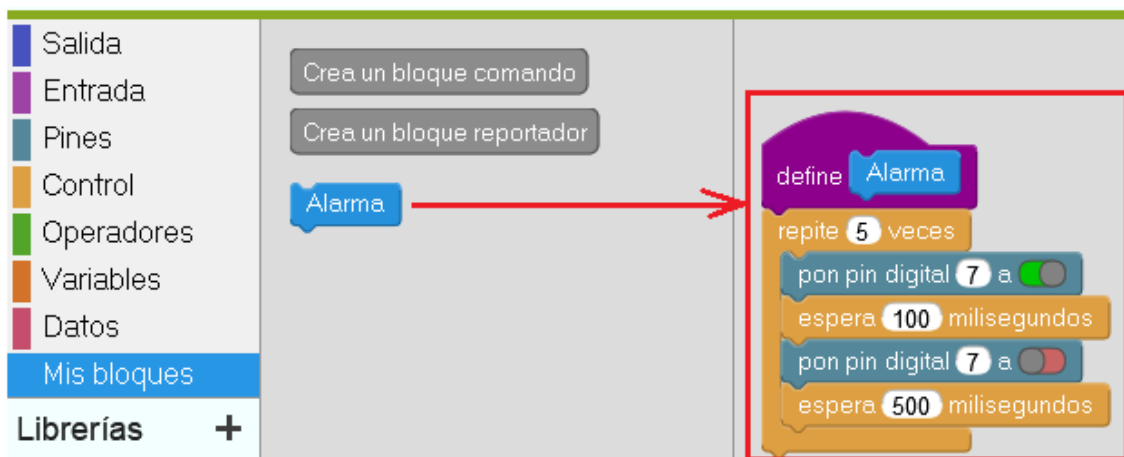 Salida
Entrada
Pines
Control
Operadores
Variables
Datos
Mis bloques
Librerías +
Crea un bloque comando
Crea un bloque reportador
Alarma
define Alarma
repite 5 veces
pon pin digital 7 a
espera 100 milisegundos
pon pin digital 7 a
espera 500 milisegundos